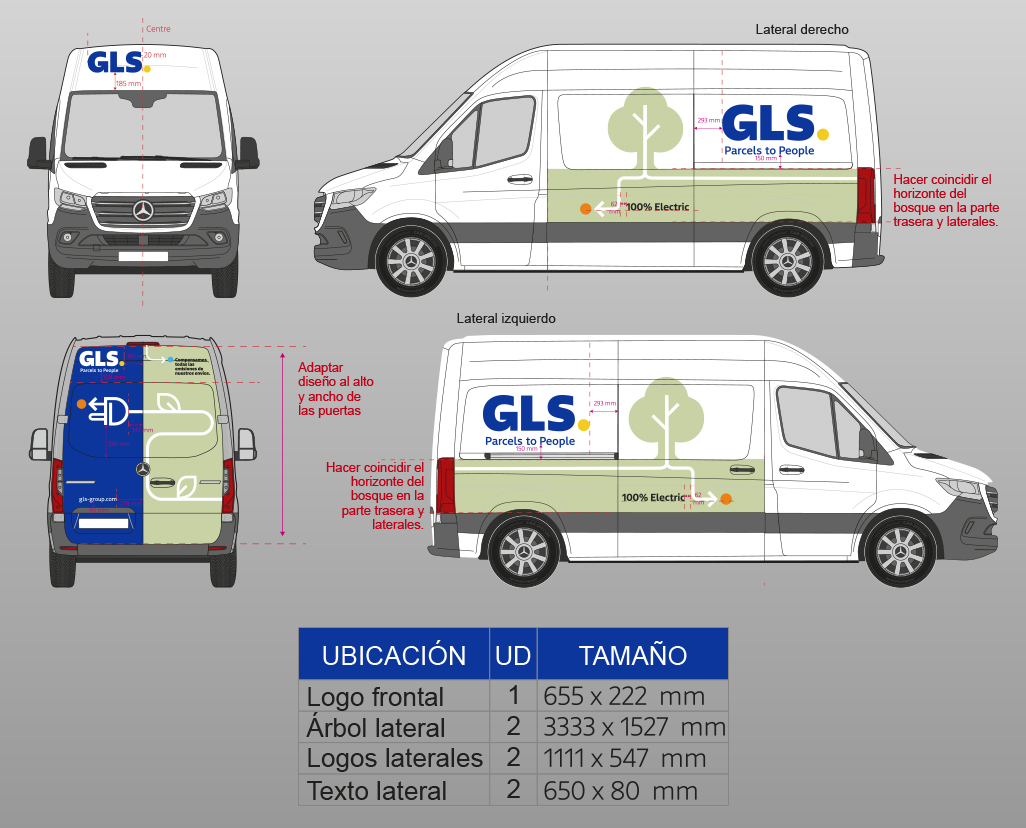 Lateral derecho
Centre
GLS.
20 mm
185 mm
293 mm
GLS.
Parcels to People
150 mm
62
mm
100% Electric
Hacer coincidir el
horizonte del
bosque en la parte
trasera y laterales.
Lateral izquierdo
GLS.
Parcels to People
Compensamos
todas las
emisiones de
nuestros envíos.
gls-group.com
Adaptar
diseño al alto
y ancho de
las puertas
293 mm
GLS.
Parcels to People
150 mm
Hacer coincidir el
horizonte del
bosque en la
parte trasera y
laterales.
100% Electric
62
mm
UBICACIÓN UD TAMAÑO
Logo frontal 1 655 x 222 mm
Árbol lateral 2 3333 x 1527 mm
Logos laterales 2 1111 x 547 mm
Texto lateral 2 650 x 80 mm